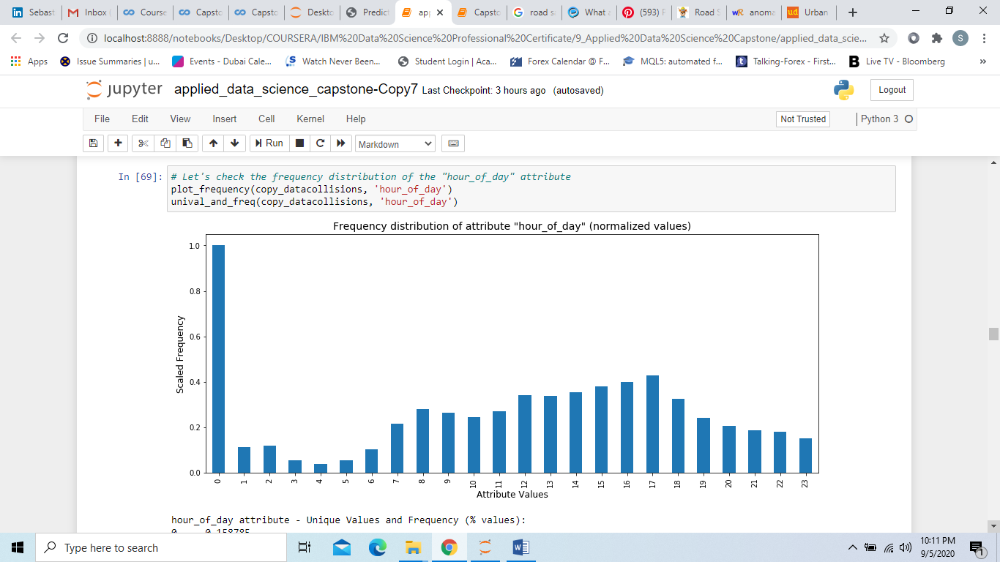 Sebast
Inbox (
Course
Capsto
Capsto
Deskto
Predict
app
Capsto
road sa
What a
(593) P
Road S
anoma
Urban
localhost:8888/notebooks/Desktop/COURSERA/IBM%20Data%20Science%20Professional%20Certificate/9_Applied%20Data%20Science%20Capstone/applied_data_scie...
S
Apps
Issue Summaries | u...
Events - Dubai Cale...
Watch Never Been...
Student Login | Aca...
Forex Calendar @ F...
MQL5: automated f...
Talking-Forex - First...
Live TV - Bloomberg
»
jupyter applied_data_science_capstone-Copy7 Last Checkpoint: 3 hours ago (autosaved)
Logout
File Edit View Insert Cell Kernel Help
Not Trusted
Python 3
Run
Markdown
In [69]: # Let's check the frequency distribution of the "hour_of_day" attribute
plot_frequency(copy_datacollisions, 'hour_of_day')
unival_and_freq(copy_datacollisions, 'hour_of_day')
Frequency distribution of attribute "hour_of_day" (normalized values)
1.0
0.8
0.6
0.4
0.2
0.0
Scaled Frequency
0 1 2 3 4 5 6 7 8 9 10 11 12 13 14 15 16 17 18 19 20 21 22 23
Attribute Values
hour_of_day attribute - Unique Values and Frequency (% values):
0 0.158785
Type here to search
10:11 PM
9/5/2020
1